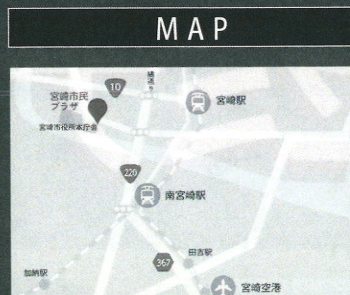 MAP
10
橘通り
宮崎市民
プラザ
宮崎駅
宮崎市役所本庁舎
220
南宮崎駅
367
田吉駅
加納駅
宮崎空港